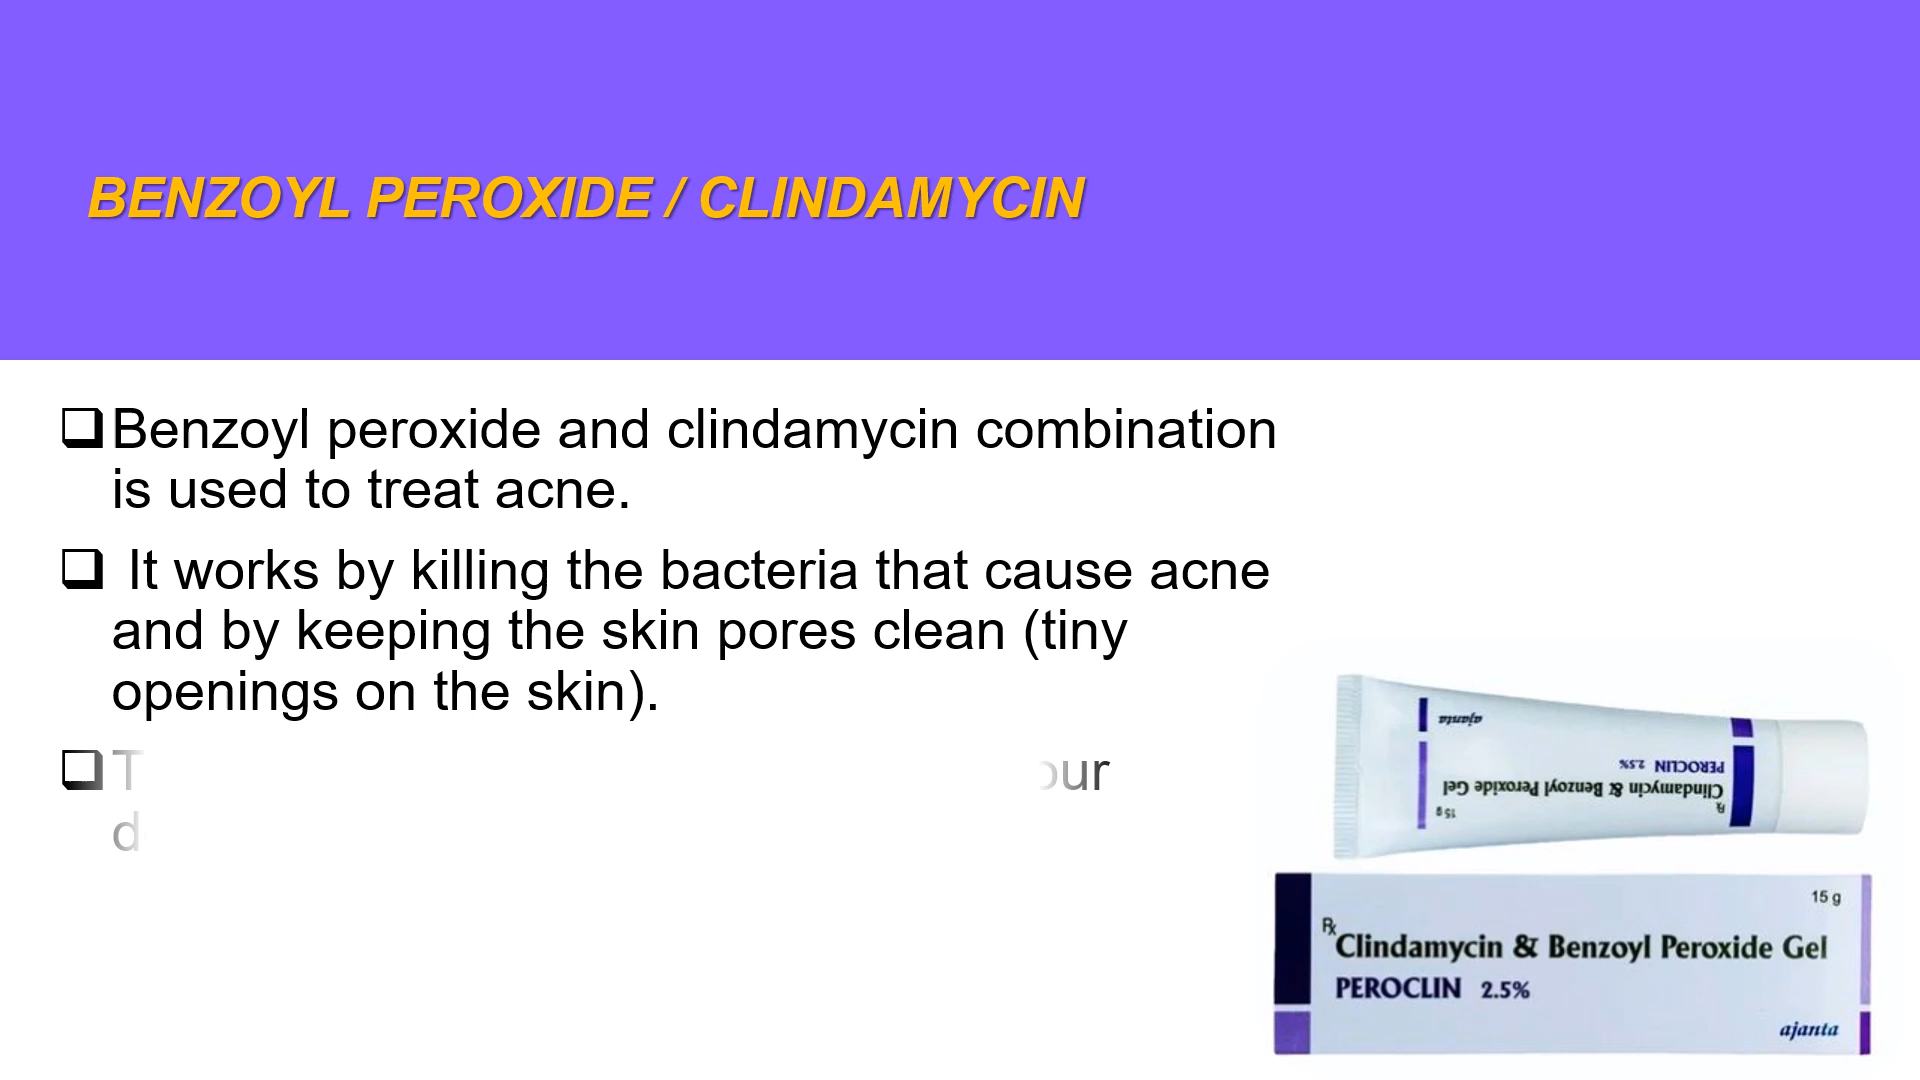 BENZOYL PEROXIDE / CLINDAMYCIN
Benzoyl peroxide and clindamycin combination
is used to treat acne.
It works by killing the bacteria that cause acne
and by keeping the skin pores clean (tiny
openings on the skin).
ajanta
PEROCLIN 2.5%
Clindamycin & Benzoyl Peroxide Gel
Rx
15 g
15 g
Rx
Clindamycin & Benzoyl Peroxide Gel
PEROCLIN 2.5%
ajanta